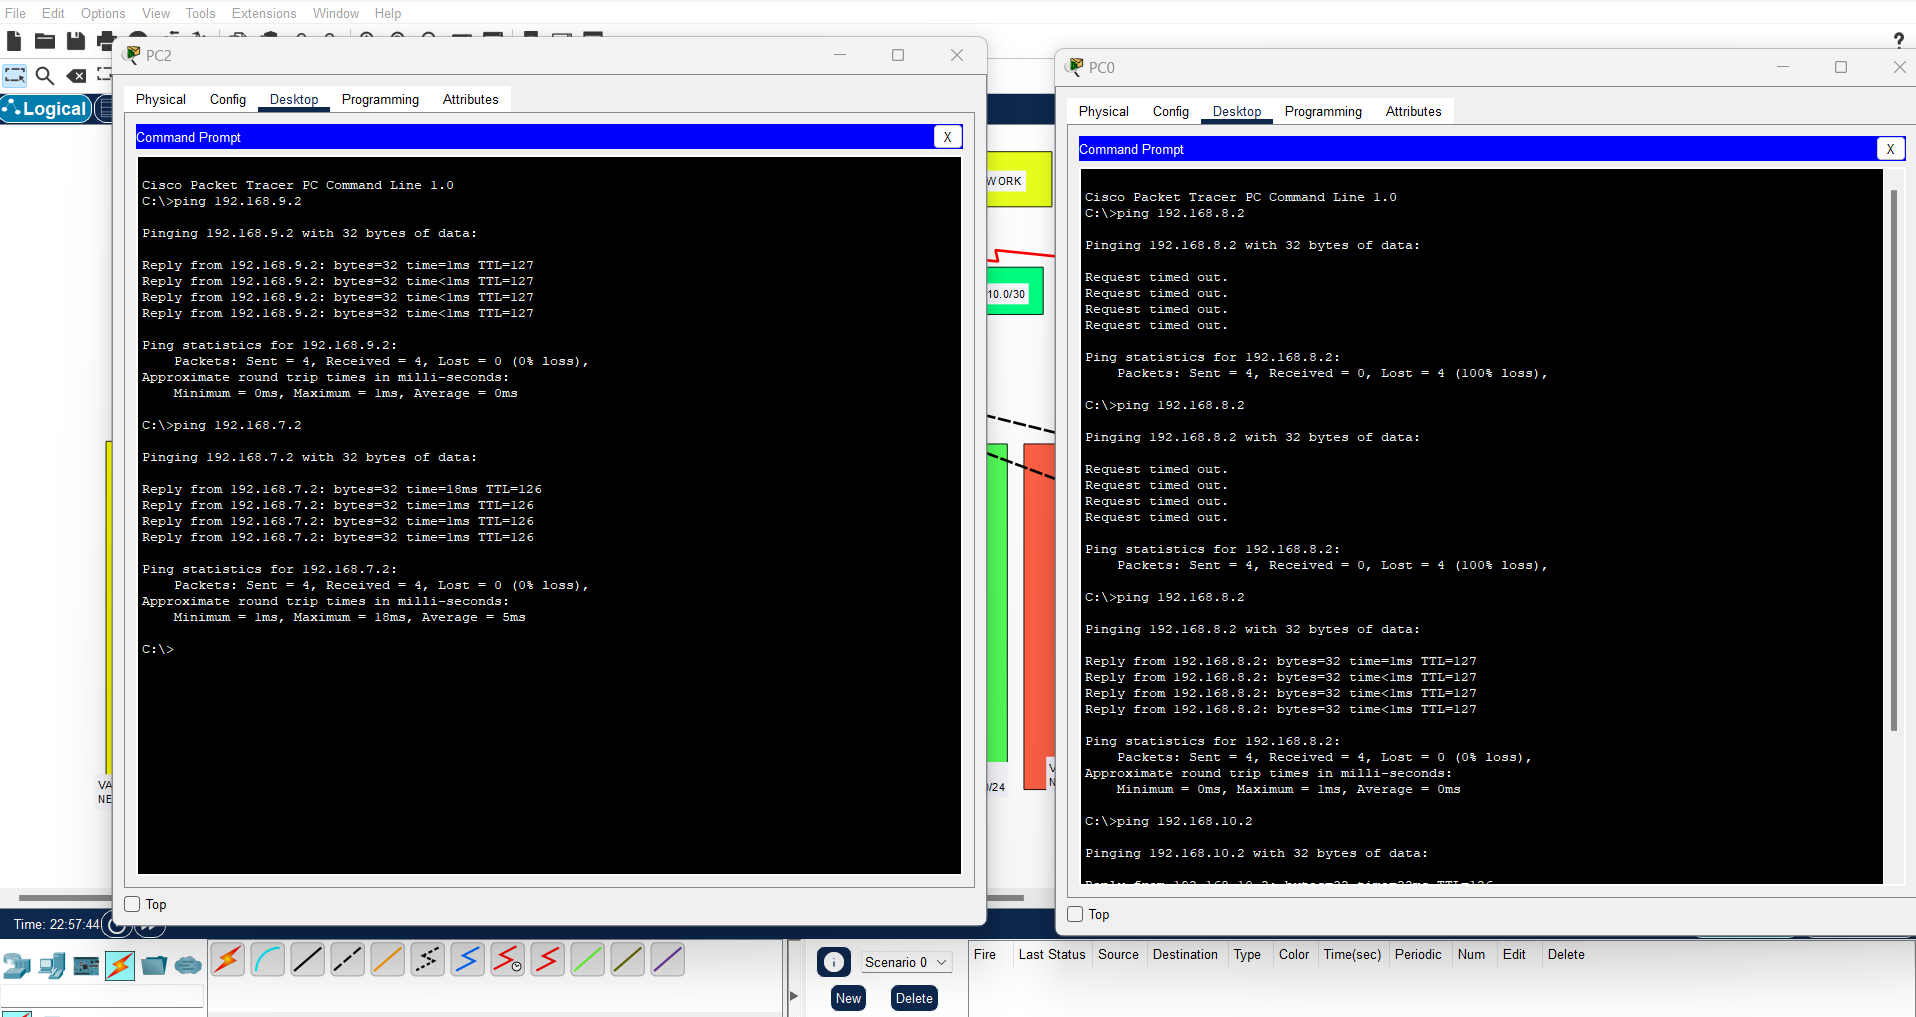 File Edit Options View Tools Extensions Window Help
?
Logical
PC2
Physical Config Desktop Programming Attributes
Command Prompt
X
Cisco Packet Tracer PC Command Line 1.0
C:\>ping 192.168.9.2
Pinging 192.168.9.2 with 32 bytes of data:
Reply from 192.168.9.2: bytes=32 time=1ms TTL=127
Reply from 192.168.9.2: bytes=32 time<1ms TTL=127
Reply from 192.168.9.2: bytes=32 time<1ms TTL=127
Reply from 192.168.9.2: bytes=32 time<1ms TTL=127
Ping statistics for 192.168.9.2:
Packets: Sent = 4, Received = 4, Lost = 0 (0% loss),
Approximate round trip times in milli-seconds:
Minimum = 0ms, Maximum = 1ms, Average = 0ms
C:\>ping 192.168.7.2
Pinging 192.168.7.2 with 32 bytes of data:
Reply from 192.168.7.2: bytes=32 time=18ms TTL=126
Reply from 192.168.7.2: bytes=32 time=1ms TTL=126
Reply from 192.168.7.2: bytes=32 time=1ms TTL=126
Reply from 192.168.7.2: bytes=32 time=1ms TTL=126
Ping statistics for 192.168.7.2:
Packets: Sent = 4, Received = 4, Lost = 0 (0% loss),
Approximate round trip times in milli-seconds:
Minimum = 1ms, Maximum = 18ms, Average = 5ms
C:\>
Top
WORK
10.0/30
/24
VA
NE
V
N
PC0
Physical Config Desktop Programming Attributes
Command Prompt
X
Cisco Packet Tracer PC Command Line 1.0
C:\>ping 192.168.8.2
Pinging 192.168.8.2 with 32 bytes of data:
Request timed out.
Request timed out.
Request timed out.
Request timed out.
Ping statistics for 192.168.8.2:
Packets: Sent = 4, Received = 0, Lost = 4 (100% loss),
C:\>ping 192.168.8.2
Pinging 192.168.8.2 with 32 bytes of data:
Request timed out.
Request timed out.
Request timed out.
Request timed out.
Ping statistics for 192.168.8.2:
Packets: Sent = 4, Received = 0, Lost = 4 (100% loss),
C:\>ping 192.168.8.2
Pinging 192.168.8.2 with 32 bytes of data:
Reply from 192.168.8.2: bytes=32 time=1ms TTL=127
Reply from 192.168.8.2: bytes=32 time<1ms TTL=127
Reply from 192.168.8.2: bytes=32 time<1ms TTL=127
Reply from 192.168.8.2: bytes=32 time<1ms TTL=127
Ping statistics for 192.168.8.2:
Packets: Sent = 4, Received = 4, Lost = 0 (0% loss),
Approximate round trip times in milli-seconds:
Minimum = 0ms, Maximum = 1ms, Average = 0ms
C:\>ping 192.168.10.2
Pinging 192.168.10.2 with 32 bytes of data:
Top
Time: 22:57:44
Scenario 0
New Delete
Fire Last Status Source Destination Type Color Time(sec) Periodic Num Edit Delete